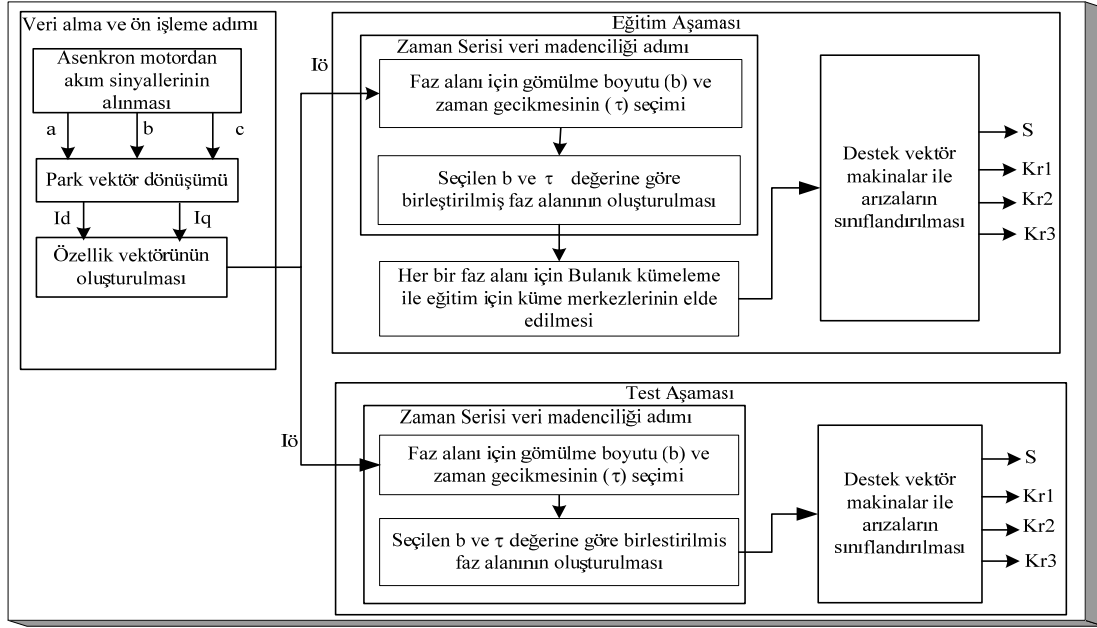 Veri alma ve ön işleme adımı
Asenkron motordan
akım sinyallerinin
alınması
a
b
c
Park vektör dönüşümü
Id
Iq
Özellik vektörünün
oluşturulması
Iö
Iö
Eğitim Aşaması
Zaman Serisi veri madenciliği adımı
Faz alanı için gömülme boyutu (b) ve
zaman gecikmesinin (τ) seçimi
Seçilen b ve τ değerine göre
birleştirilmiş faz alanının oluşturulması
Her bir faz alanı için Bulanık kümeleme
ile eğitim için küme merkezlerinin elde
edilmesi
Destek vektör
makinalar ile
arızaların
sınıflandırılması
S
Kr1
Kr2
Kr3
Test Aşaması
Zaman Serisi veri madenciliği adımı
Faz alanı için gömülme boyutu (b) ve
zaman gecikmesinin (τ) seçimi
Seçilen b ve τ değerine göre birlestirilmis
faz alanının oluşturulması
Destek vektör
makinalar ile
arızaların
sınıflandırılması
S
Kr1
Kr2
Kr3